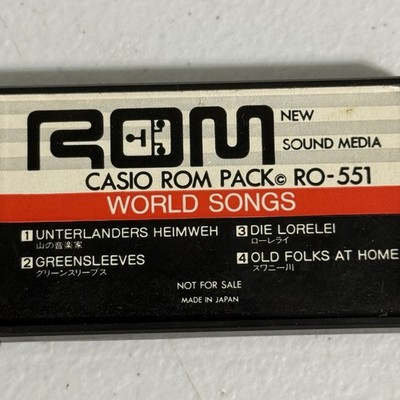 ROM NEW
SOUND MEDIA
CASIO ROM PACK© RO-551
WORLD SONGS
1 UNTERLANDERS HEIMWEH
山の音楽家
2 GREENSLEEVES
グリーンスリーブス
3 DIE LORELEI
ローレライ
4 OLD FOLKS AT HOME
スワニー川
NOT FOR SALE
MADE IN JAPAN